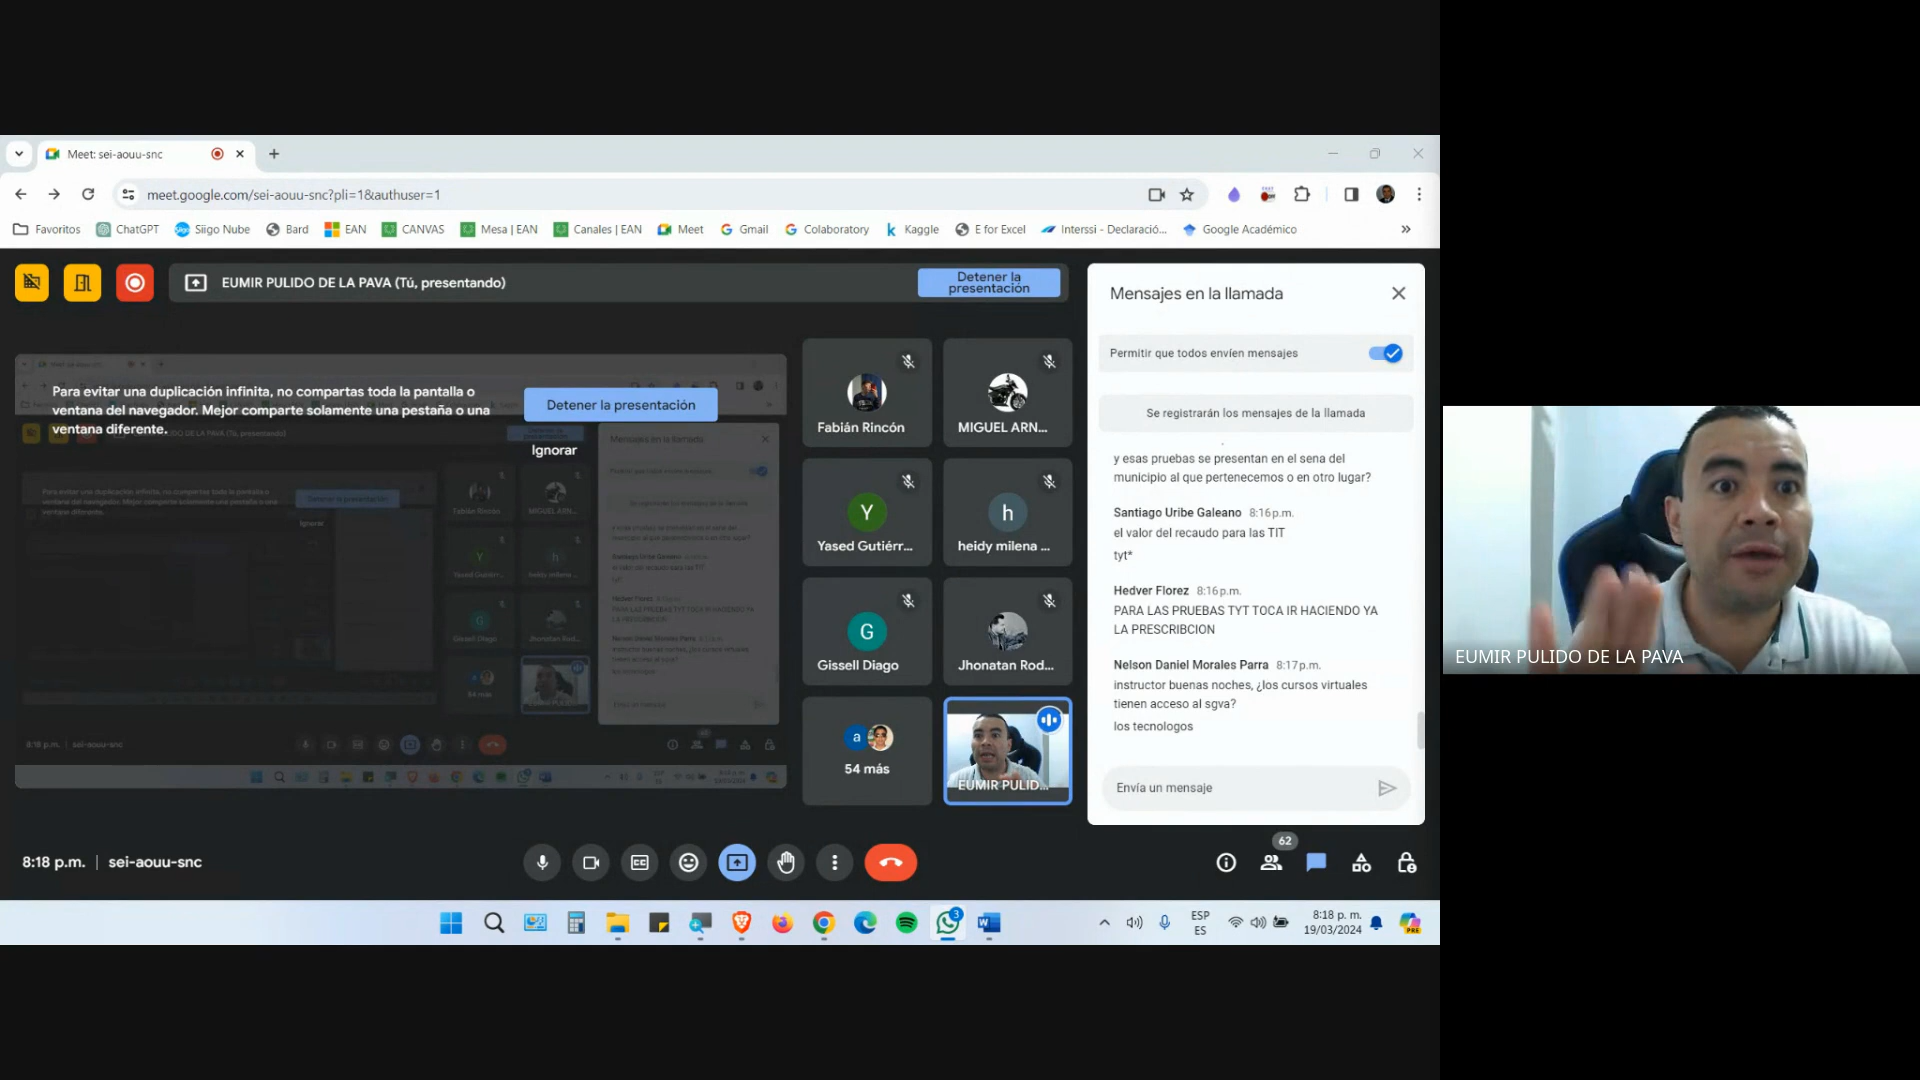 Meet: sei-aouu-snc
meet.google.com/sei-aouu-snc?pli=1&authuser=1
Favoritos ChatGPT Siigo Nube Bard EAN CANVAS Mesa | EAN Canales | EAN Meet Gmail Colaboratory Kaggle E for Excel Interssi - Declaració... Google Académico
EUMIR PULIDO DE LA PAVA (Tú, presentando)
Detener la
presentación
Para evitar una duplicación infinita, no compartas toda la pantalla o
ventana del navegador. Mejor comparte solamente una pestaña o una
ventana diferente.
Detener la presentación
Ignorar
Fabián Rincón
MIGUEL ARN...
Y
Yased Gutiérr...
h
heidy milena ...
G
Gissell Diago
Jhonatan Rod...
a
54 más
EUMIR PULID...
Mensajes en la llamada
Permitir que todos envíen mensajes
Se registrarán los mensajes de la llamada
y esas pruebas se presentan en el sena del
municipio al que pertenecemos o en otro lugar?
Santiago Uribe Galeano 8:16p.m.
el valor del recaudo para las TIT
tyt*
Hedver Florez 8:16p.m.
PARA LAS PRUEBAS TYT TOCA IR HACIENDO YA
LA PRESCRIBCION
Nelson Daniel Morales Parra 8:17p.m.
instructor buenas noches, ¿los cursos virtuales
tienen acceso al sgva?
los tecnologos
Envía un mensaje
8:18 p.m. | sei-aouu-snc
62
3
ESP
ES
8:18 p. m.
19/03/2024
PRE
EUMIR PULIDO DE LA PAVA